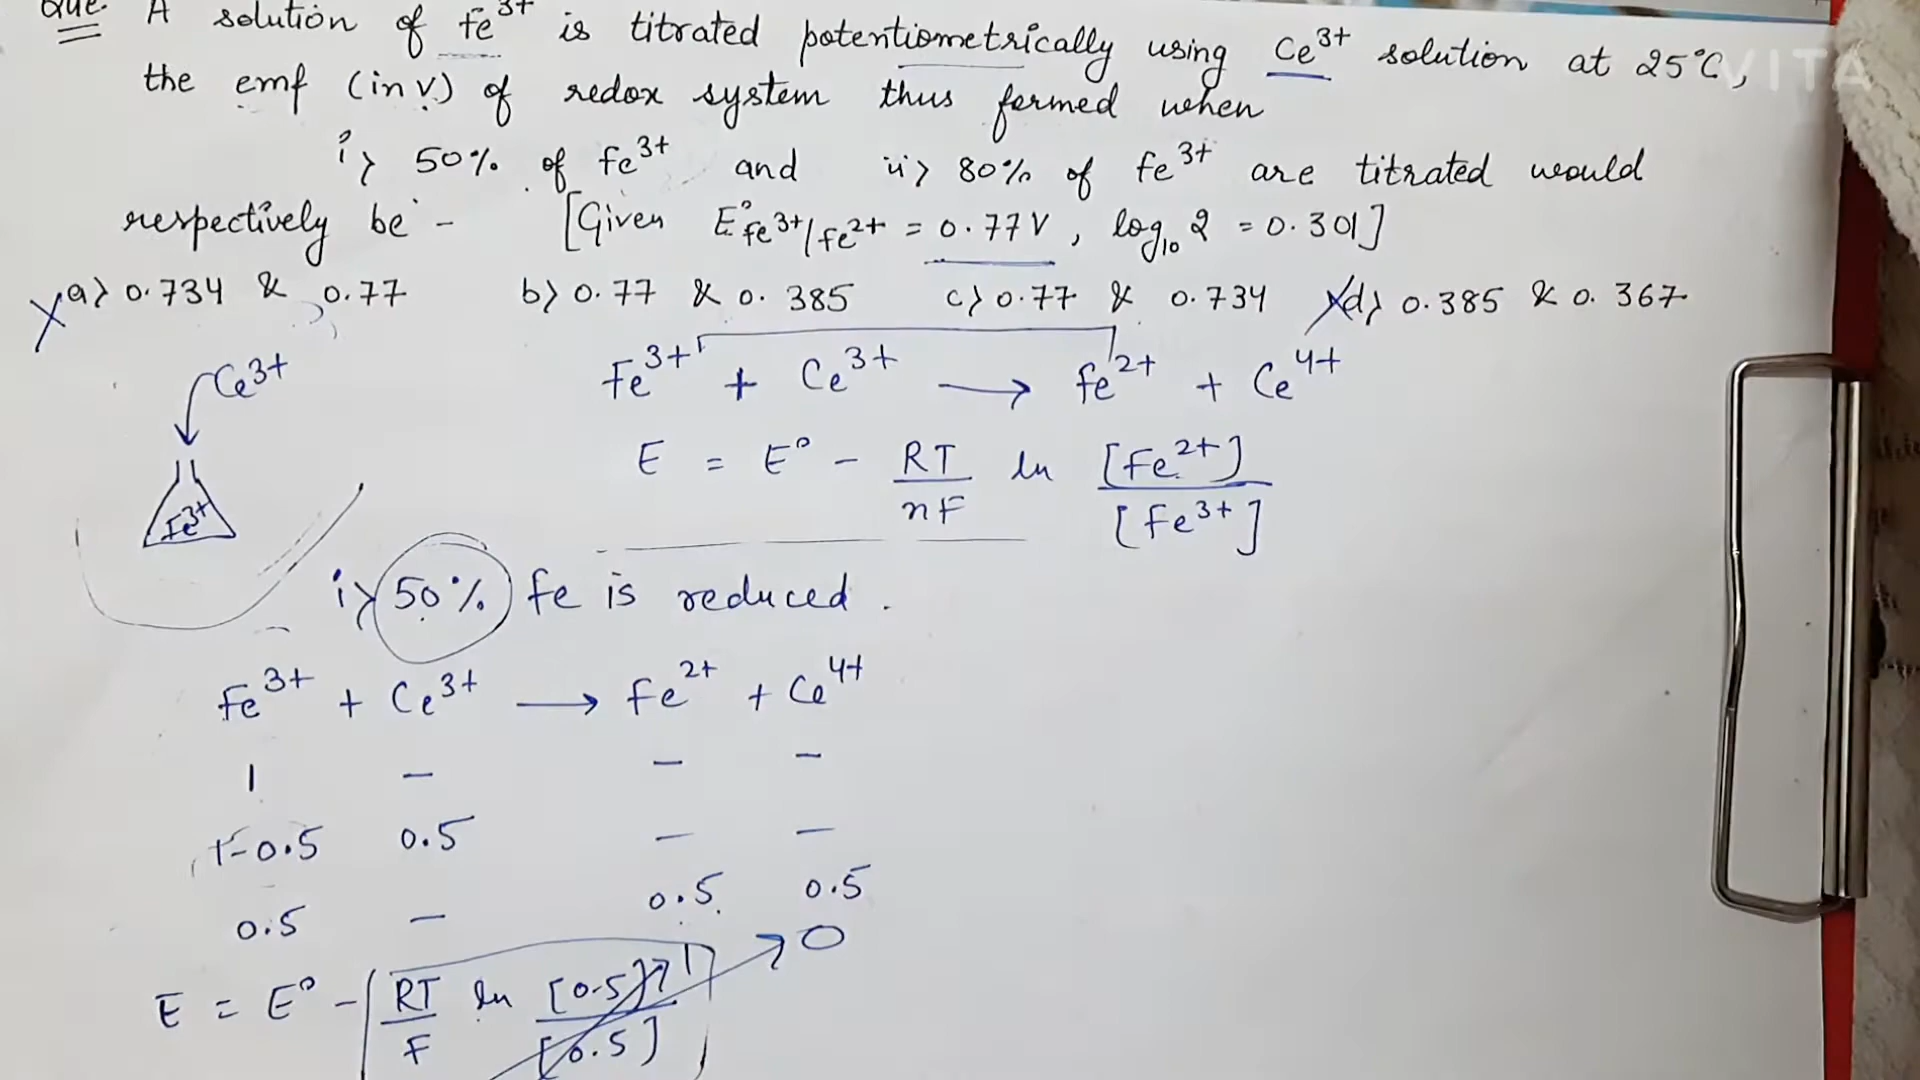 Que. A solution of Fe³⁺ is titrated potentiometrically using Ce³⁺ solution at 25°C,
VITA
the emf (in V) of redox system thus formed when
i> 50% of Fe³⁺ and ii> 80% of Fe³⁺ are titrated would
respectively be - [Given E°Fe³⁺/Fe²⁺ = 0.77V, log₁₀ 2 = 0.301]
a> 0.734 & 0.77 b> 0.77 & 0.385 c> 0.77 & 0.734 d> 0.385 & 0.367
Ce³⁺
Fe³⁺ + Ce³⁺ → Fe²⁺ + Ce⁴⁺
E = E° - RT/nF ln [Fe²⁺]/[Fe³⁺]
Fe³⁺
i> 50% Fe is reduced.
Fe³⁺ + Ce³⁺ → Fe²⁺ + Ce⁴⁺
1 - - -
1-0.5 0.5 - -
0.5 - 0.5 0.5
E = E° - RT/F ln [0.5]/[0.5] 1 → 0